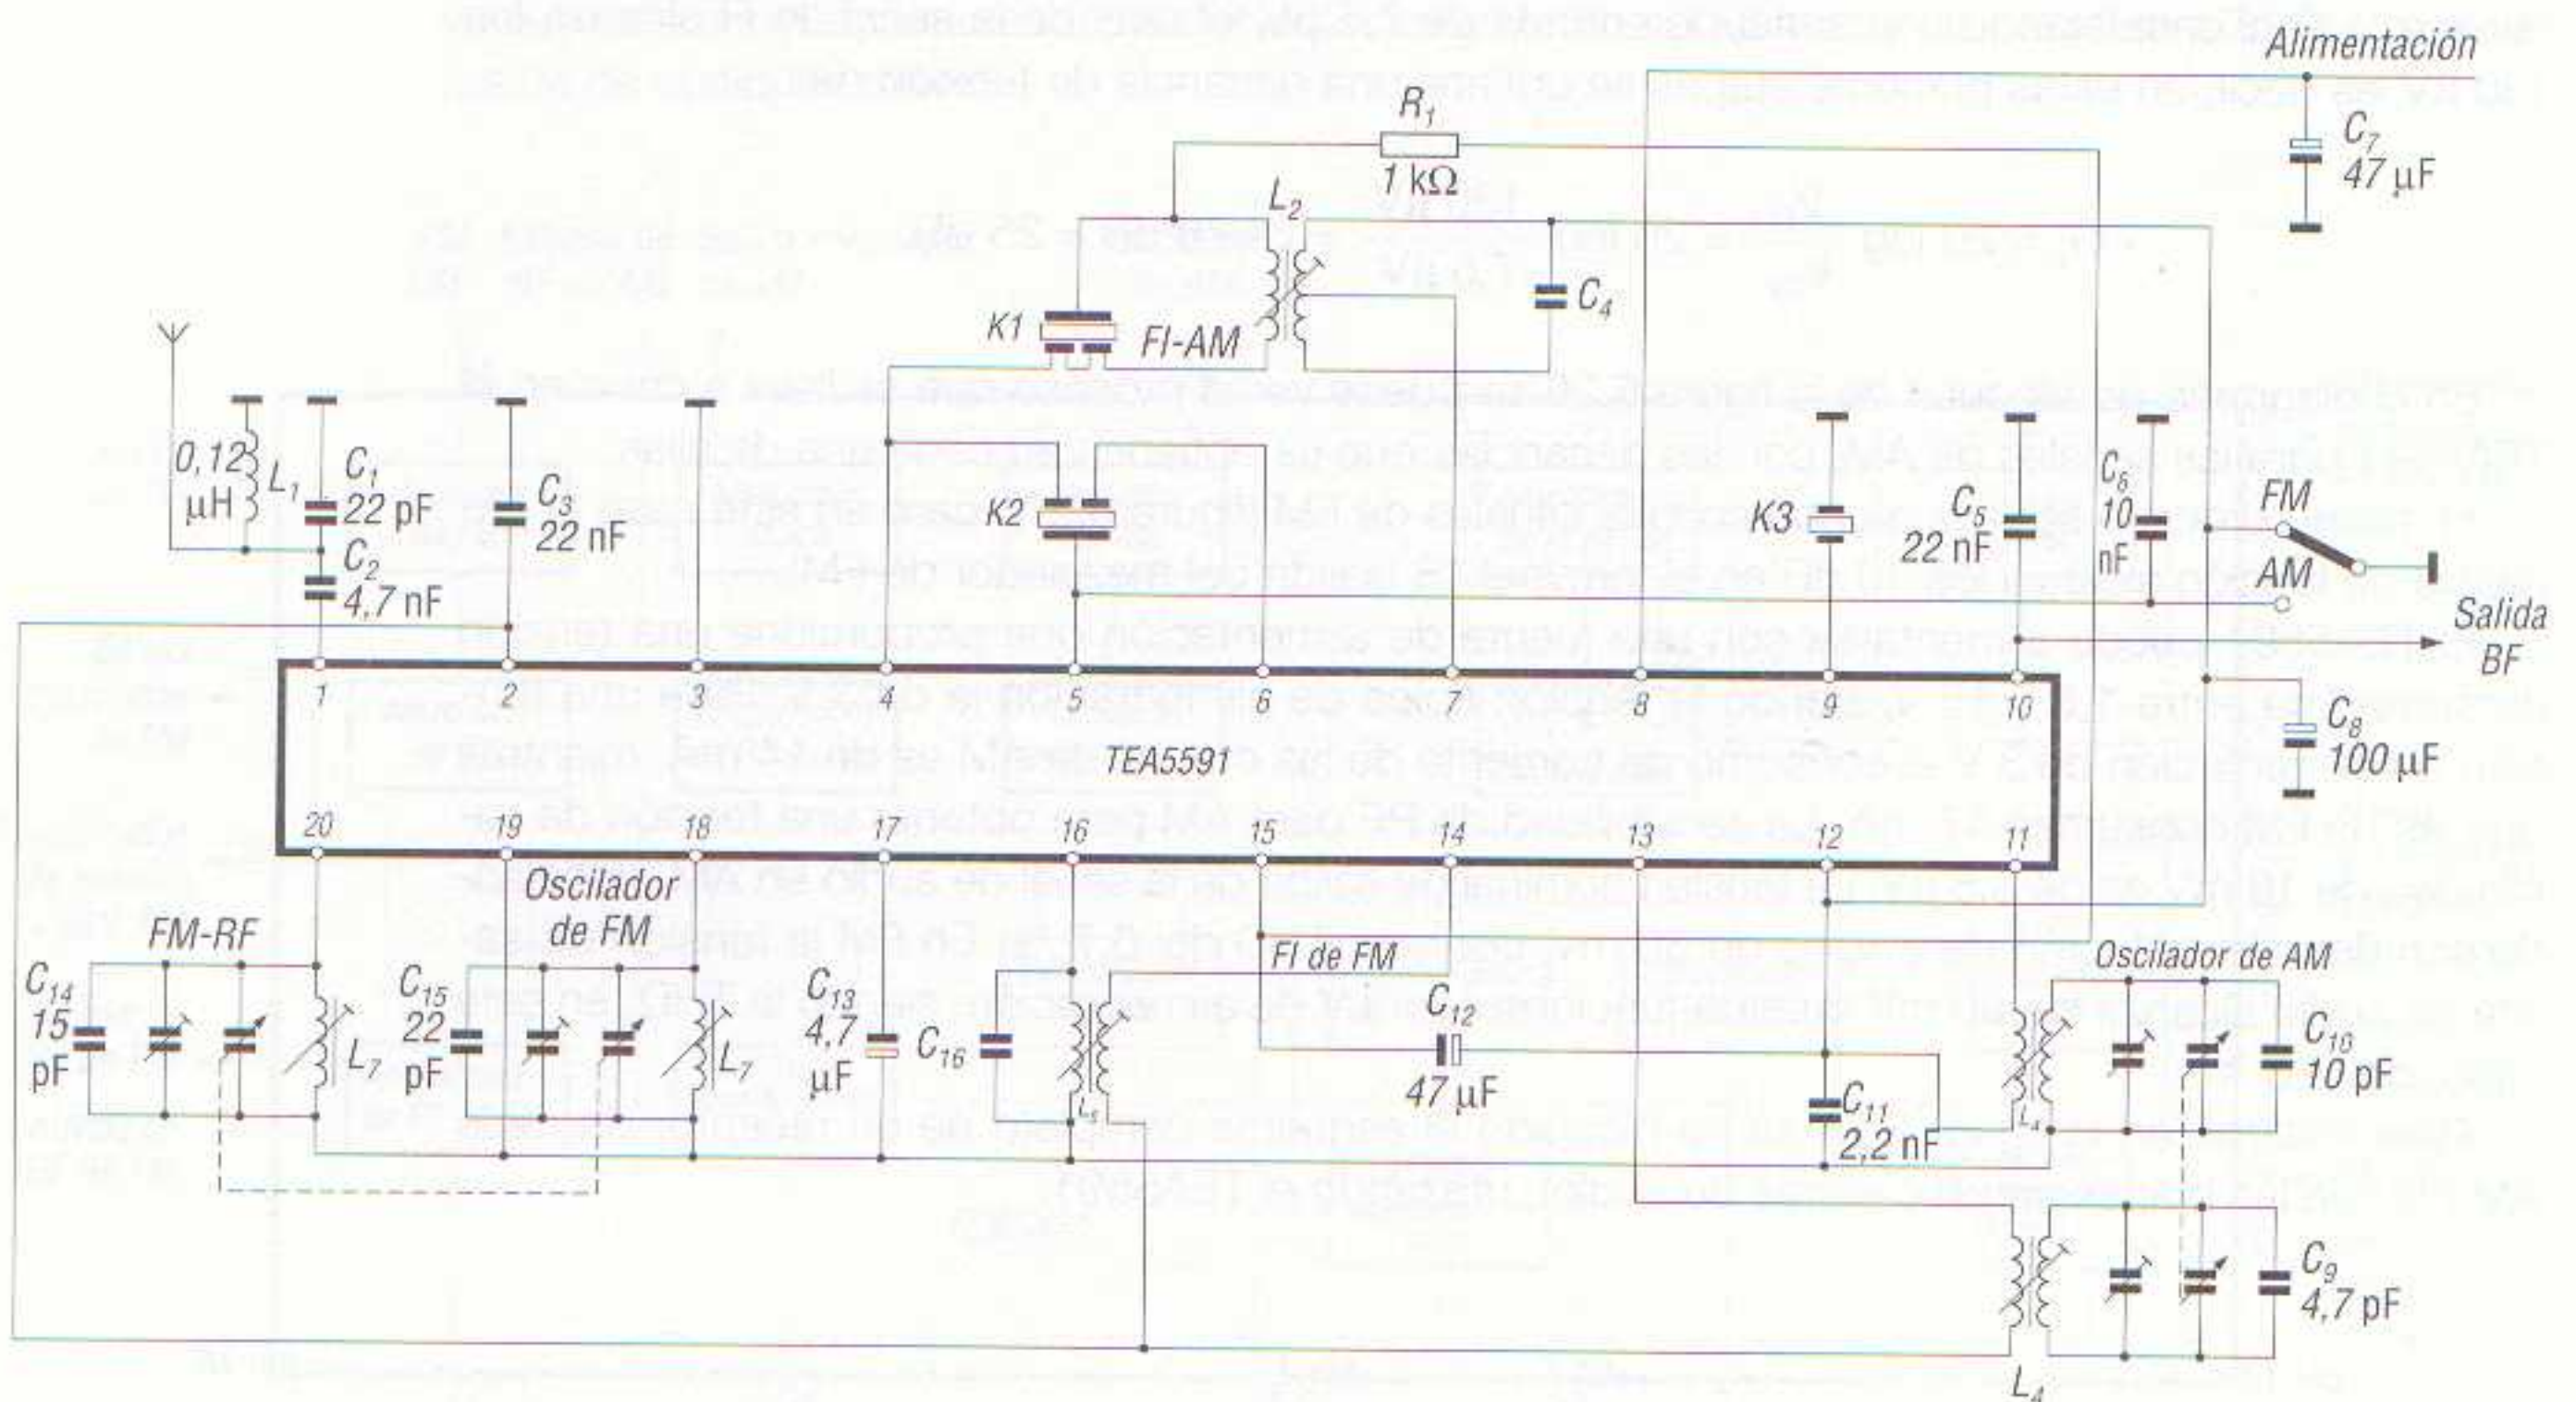 Alimentación
R1
1 kΩ
C7
47 µF
L2
C4
K1
FI-AM
0,12
µH
L1
C1
22 pF
C2
4,7 nF
C3
22 nF
K2
K3
C5
22 nF
C6
10
nF
FM
AM
Salida
BF
C8
100 µF
1 2 3 4 5 6 7 8 9 10
TEA5591
20 19 18 17 16 15 14 13 12 11
FM-RF
Oscilador
de FM
FI de FM
Oscilador de AM
C14
15
pF
L7
C15
22
pF
L7
C13
4,7
µF
C16
L5
C12
47 µF
C11
2,2 nF
L4
C10
10 pF
C9
4,7 pF
L4